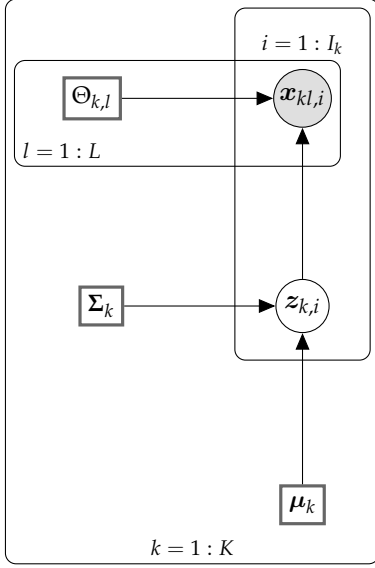 i = 1 : I_k
Θ_{k,l}
x_{kl,i}
l = 1 : L
Σ_k
z_{k,i}
μ_k
k = 1 : K